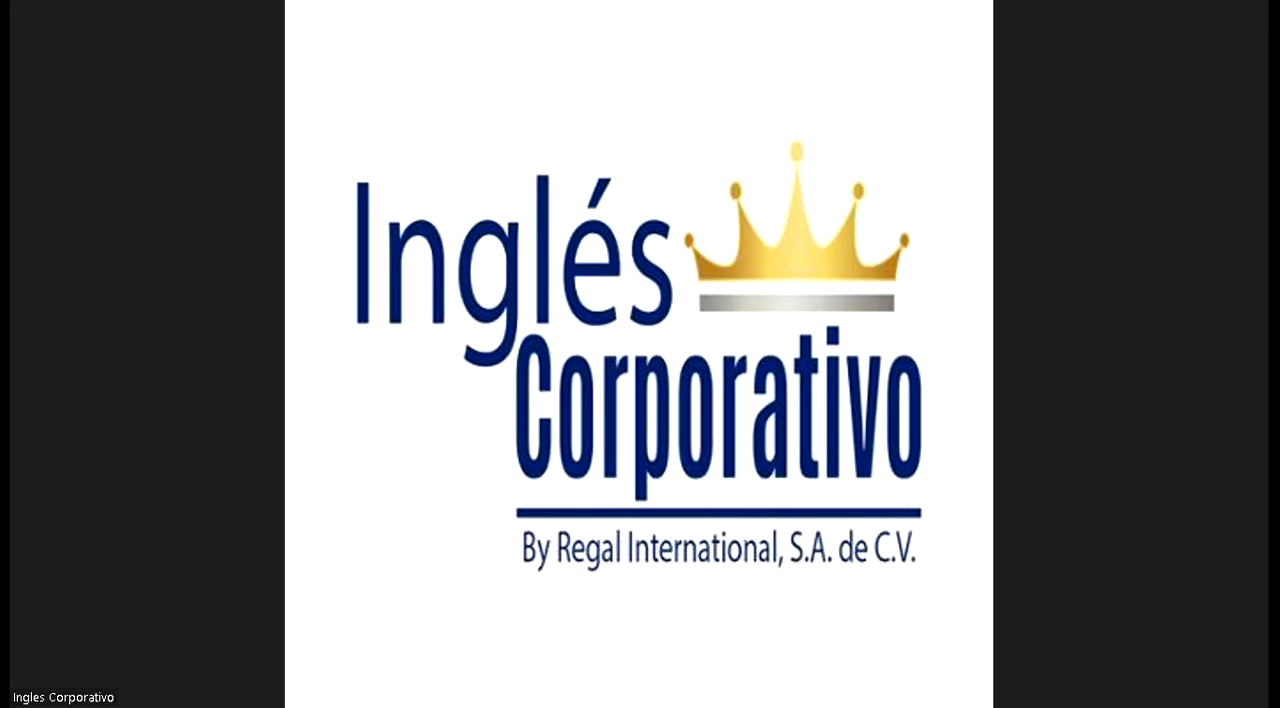 Inglés
Corporativo
By Regal International, S.A. de C.V.
Ingles Corporativo